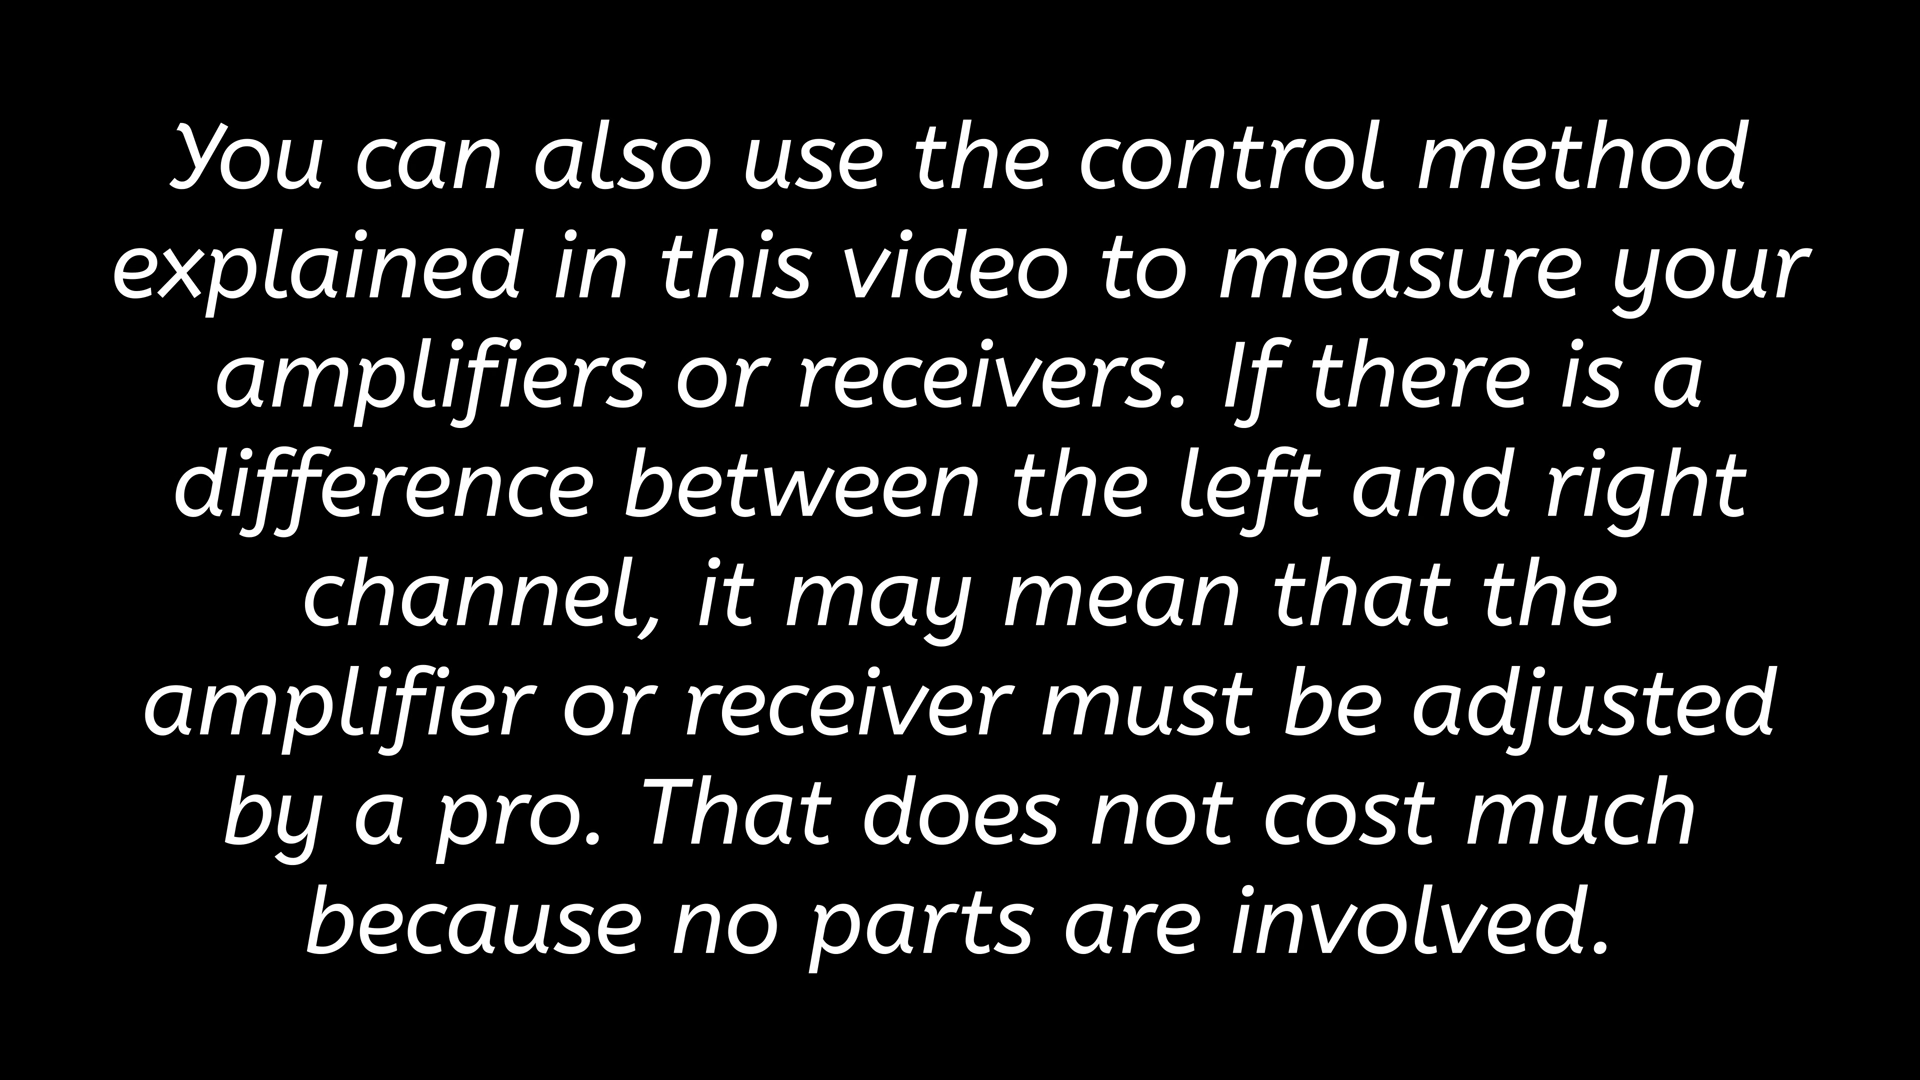 You can also use the control method
explained in this video to measure your
amplifiers or receivers. If there is a
difference between the left and right
channel, it may mean that the
amplifier or receiver must be adjusted
by a pro. That does not cost much
because no parts are involved.